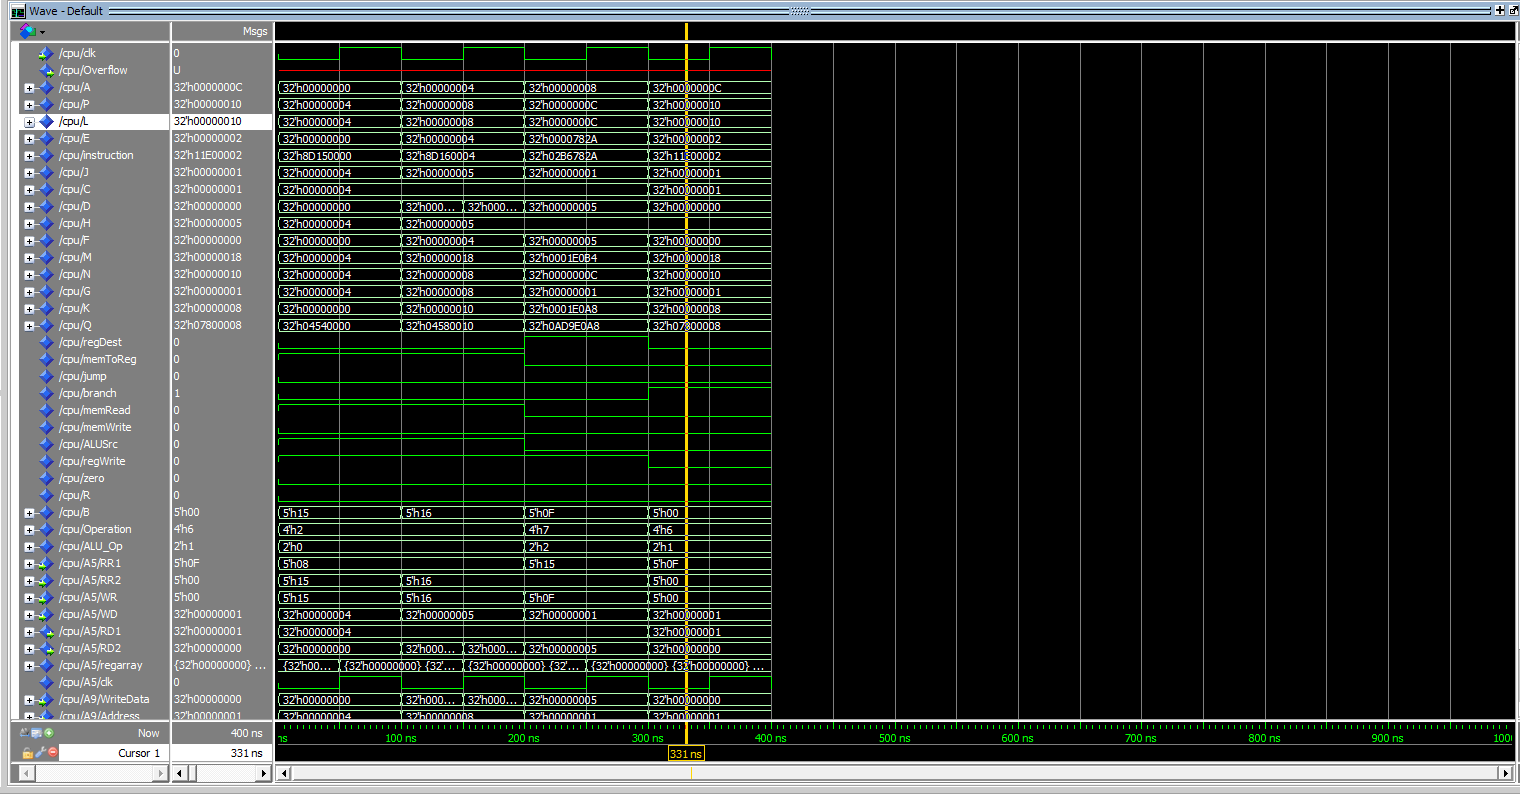 Wave - Default
Msgs
/cpu/clk 0
/cpu/Overflow U
/cpu/A 32'h0000000C 32'h00000000 32'h00000004 32'h00000008 32'h0000000C
/cpu/P 32'h00000010 32'h00000004 32'h00000008 32'h0000000C 32'h00000010
/cpu/L 32'h00000010 32'h00000004 32'h00000008 32'h0000000C 32'h00000010
/cpu/E 32'h00000002 32'h00000000 32'h00000004 32'h0000782A 32'h00000002
/cpu/instruction 32'h11E00002 32'h8D150000 32'h8D160004 32'h02B6782A 32'h11E00002
/cpu/J 32'h00000001 32'h00000004 32'h00000005 32'h00000001 32'h00000001
/cpu/C 32'h00000001 32'h00000004 32'h00000001
/cpu/D 32'h00000000 32'h00000000 32'h000... 32'h000... 32'h00000005 32'h00000000
/cpu/H 32'h00000005 32'h00000004 32'h00000005
/cpu/F 32'h00000000 32'h00000000 32'h00000004 32'h00000005 32'h00000000
/cpu/M 32'h00000018 32'h00000004 32'h00000018 32'h0001E0B4 32'h00000018
/cpu/N 32'h00000010 32'h00000004 32'h00000008 32'h0000000C 32'h00000010
/cpu/G 32'h00000001 32'h00000004 32'h00000008 32'h00000001 32'h00000001
/cpu/K 32'h00000008 32'h00000000 32'h00000010 32'h0001E0A8 32'h00000008
/cpu/Q 32'h07800008 32'h04540000 32'h04580010 32'h0AD9E0A8 32'h07800008
/cpu/regDest 0
/cpu/memToReg 0
/cpu/jump 0
/cpu/branch 1
/cpu/memRead 0
/cpu/memWrite 0
/cpu/ALUSrc 0
/cpu/regWrite 0
/cpu/zero 0
/cpu/R 0
/cpu/B 5'h00 5'h15 5'h16 5'h0F 5'h00
/cpu/Operation 4'h6 4'h2 4'h7 4'h6
/cpu/ALU_Op 2'h1 2'h0 2'h2 2'h1
/cpu/A5/RR1 5'h0F 5'h08 5'h15 5'h0F
/cpu/A5/RR2 5'h00 5'h15 5'h16 5'h00
/cpu/A5/WR 5'h00 5'h15 5'h16 5'h0F 5'h00
/cpu/A5/WD 32'h00000001 32'h00000004 32'h00000005 32'h00000001 32'h00000001
/cpu/A5/RD1 32'h00000001 32'h00000004 32'h00000001
/cpu/A5/RD2 32'h00000000 32'h00000000 32'h000... 32'h000... 32'h00000005 32'h00000000
/cpu/A5/regarray {32'h00000000} ... {32'h00... {32'h00000000} {32'... {32'h00000000} {32'... {32'h00000000} {32'h00000000} ...
/cpu/A5/clk 0
/cpu/A9/WriteData 32'h00000000 32'h00000000 32'h000... 32'h000... 32'h00000005 32'h00000000
/cpu/A9/Address 32'h00000001 32'h00000004 32'h00000008 32'h00000001 32'h00000001
Now 400 ns ns 100 ns 200 ns 300 ns 400 ns 500 ns 600 ns 700 ns 800 ns 900 ns 100
Cursor 1 331 ns 331 ns